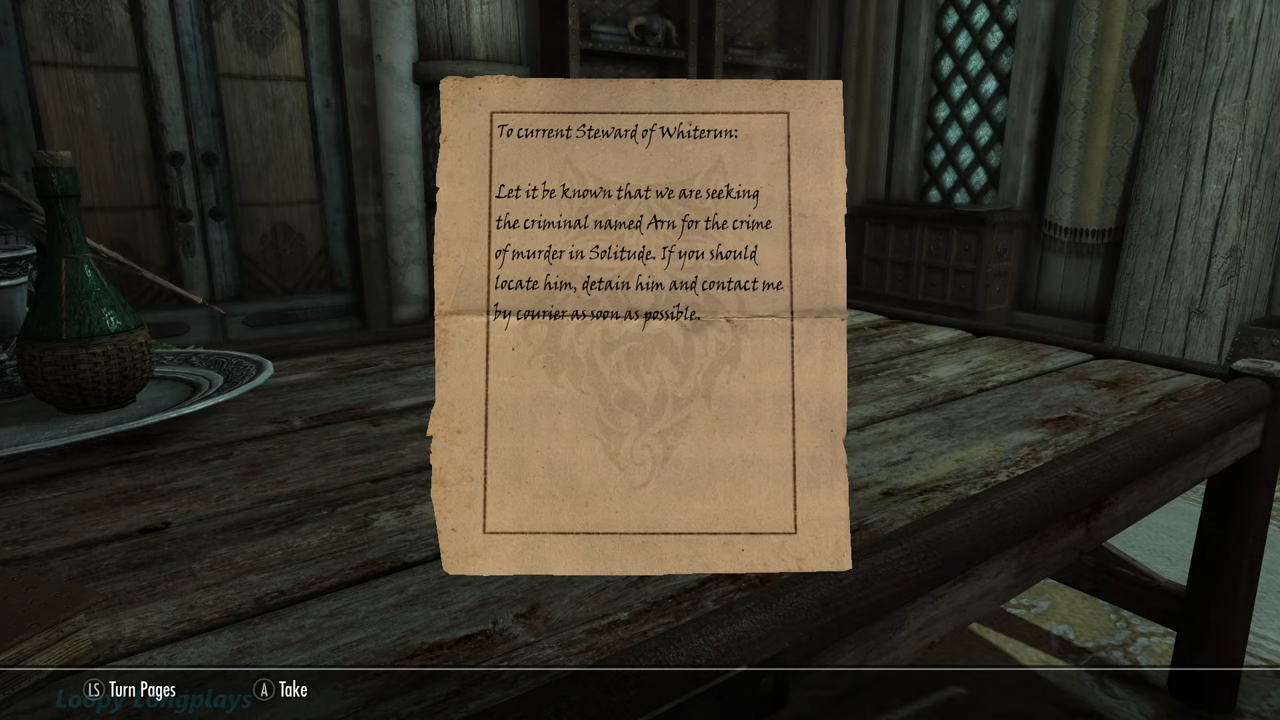 To current Steward of Whiterun:
Let it be known that we are seeking
the criminal named Arn for the crime
of murder in Solitude. If you should
locate him, detain him and contact me
by courier as soon as possible.
LS Turn Pages
A Take
Loopy Longplays